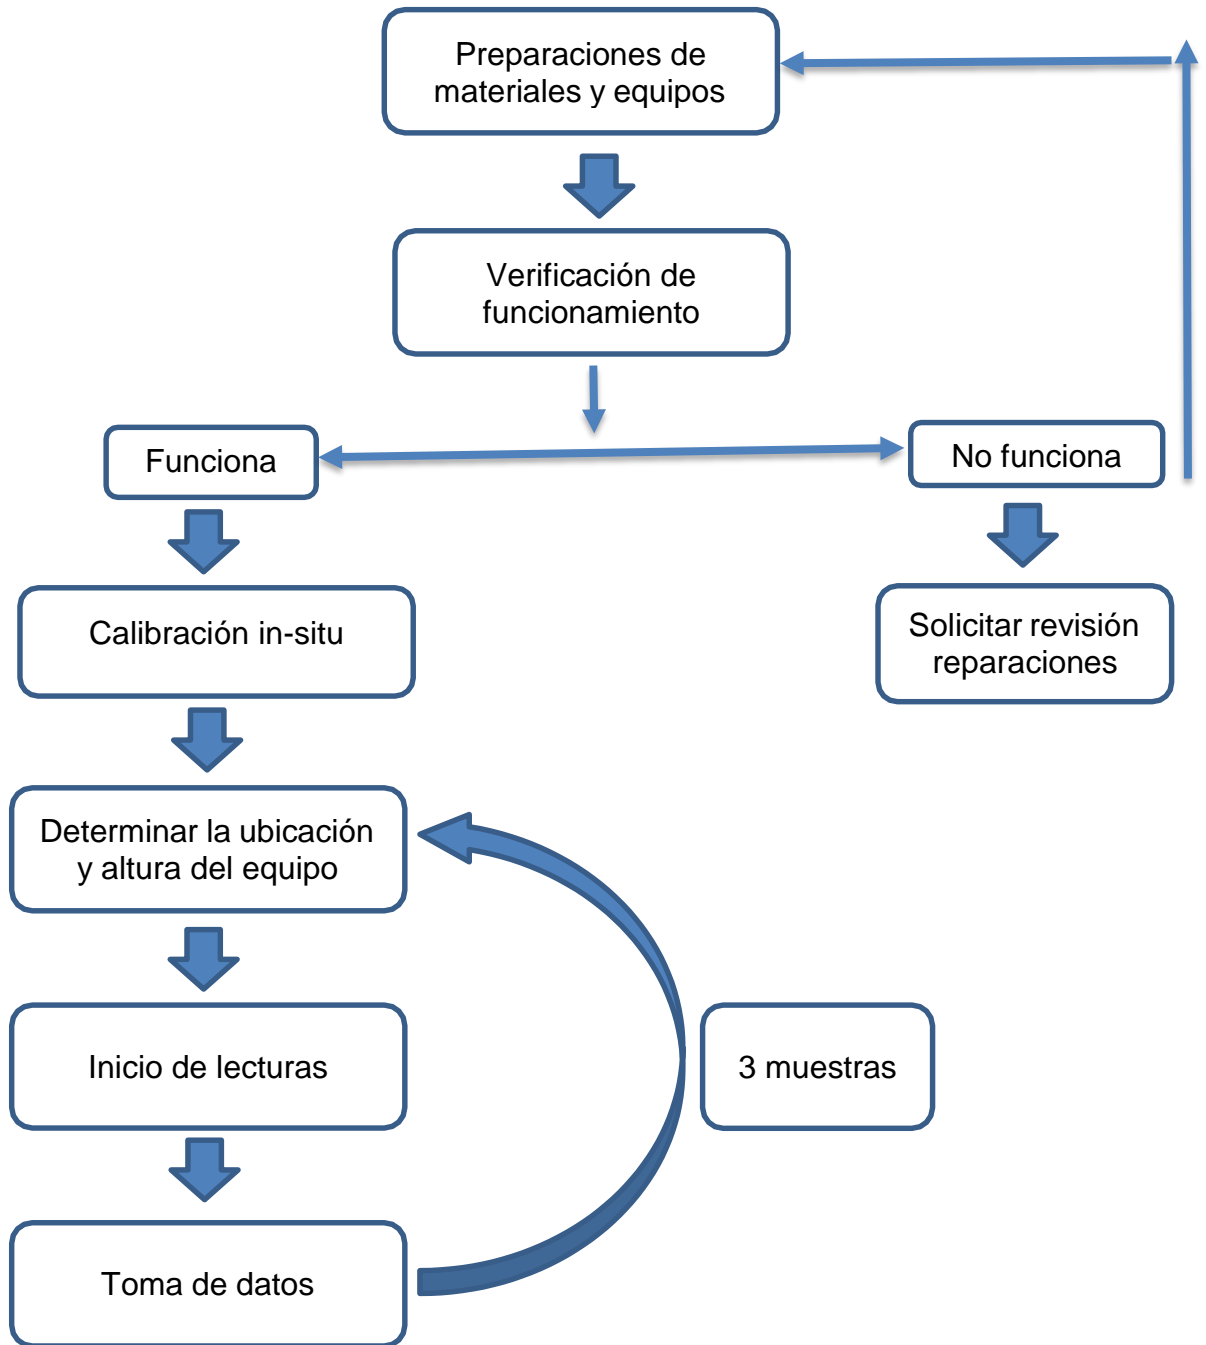 Preparaciones de
materiales y equipos
Verificación de
funcionamiento
Funciona
No funciona
Calibración in-situ
Solicitar revisión
reparaciones
Determinar la ubicación
y altura del equipo
Inicio de lecturas
3 muestras
Toma de datos